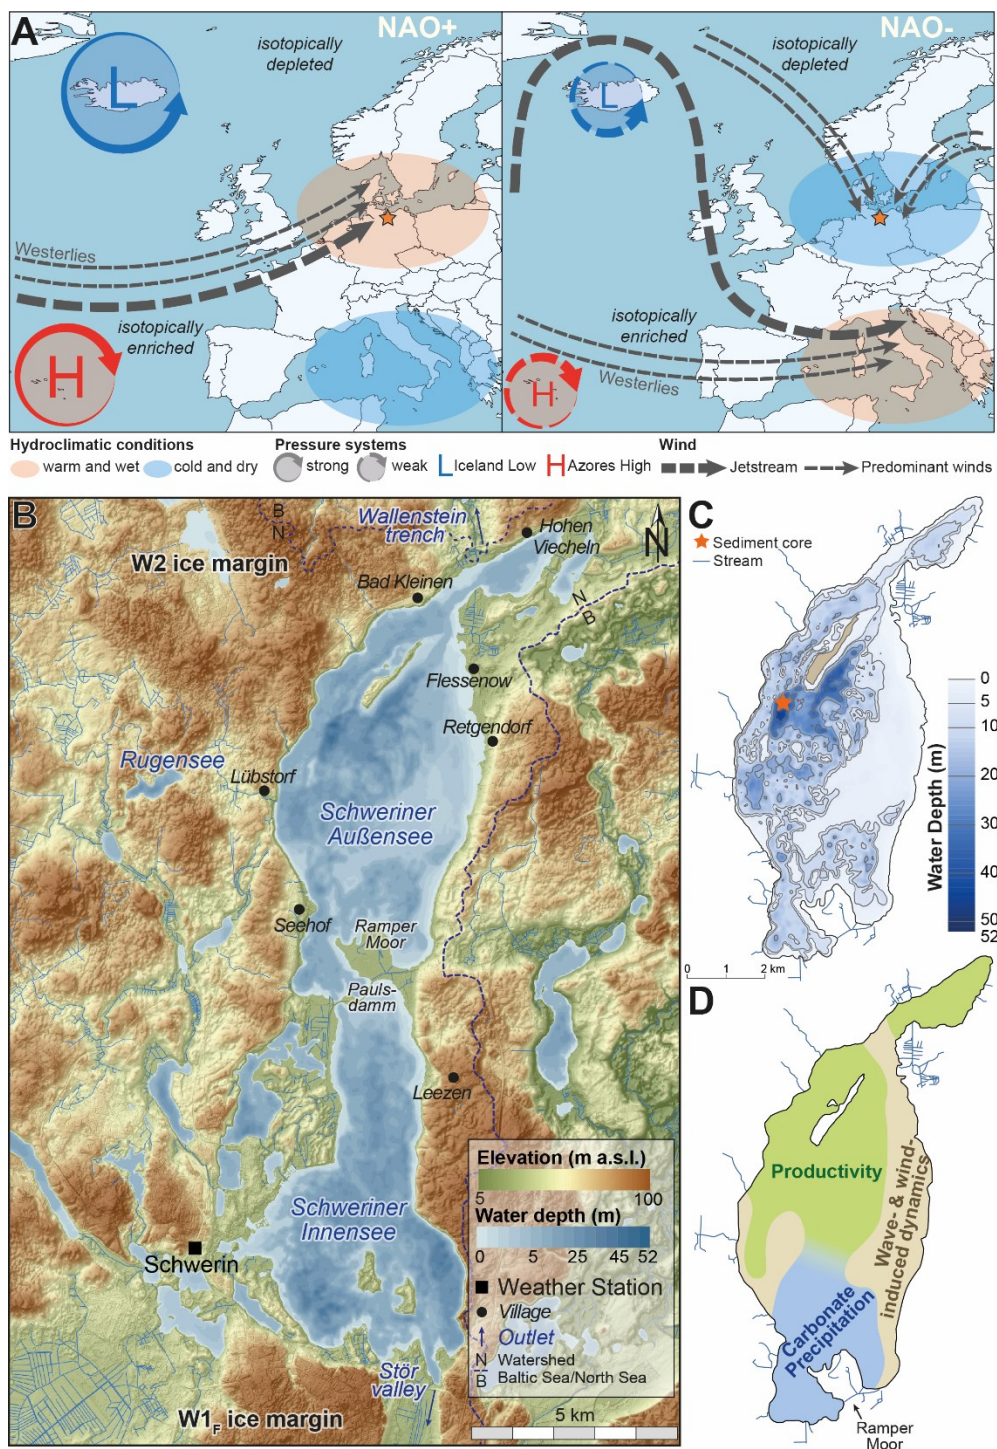 A
NAO+
isotopically
depleted
L
Westerlies
isotopically
enriched
H
NAO-
isotopically
depleted
L
isotopically
enriched
Westerlies
H
Hydroclimatic conditions
warm and wet
cold and dry
Pressure systems
strong
weak
L Iceland Low
H Azores High
Wind
Jetstream
Predominant winds
B
B
N
W2 ice margin
Wallenstein
trench
Hohen
Viecheln
N
Bad Kleinen
N
B
Flessenow
Retgendorf
Rugensee
Lübstorf
Schweriner
Außensee
Seehof
Ramper
Moor
Pauls-
damm
Leezen
Schweriner
Innensee
Schwerin
Stör
valley
W1F ice margin
Elevation (m a.s.l.)
5
100
Water depth (m)
0
5
25
45
52
Weather Station
Village
Outlet
N Watershed
B Baltic Sea/North Sea
5 km
C
Sediment core
Stream
Water Depth (m)
0
5
10
20
30
40
50
52
0
1
2 km
D
Productivity
Wave- & wind-
induced dynamics
Carbonate
Precipitation
Ramper
Moor